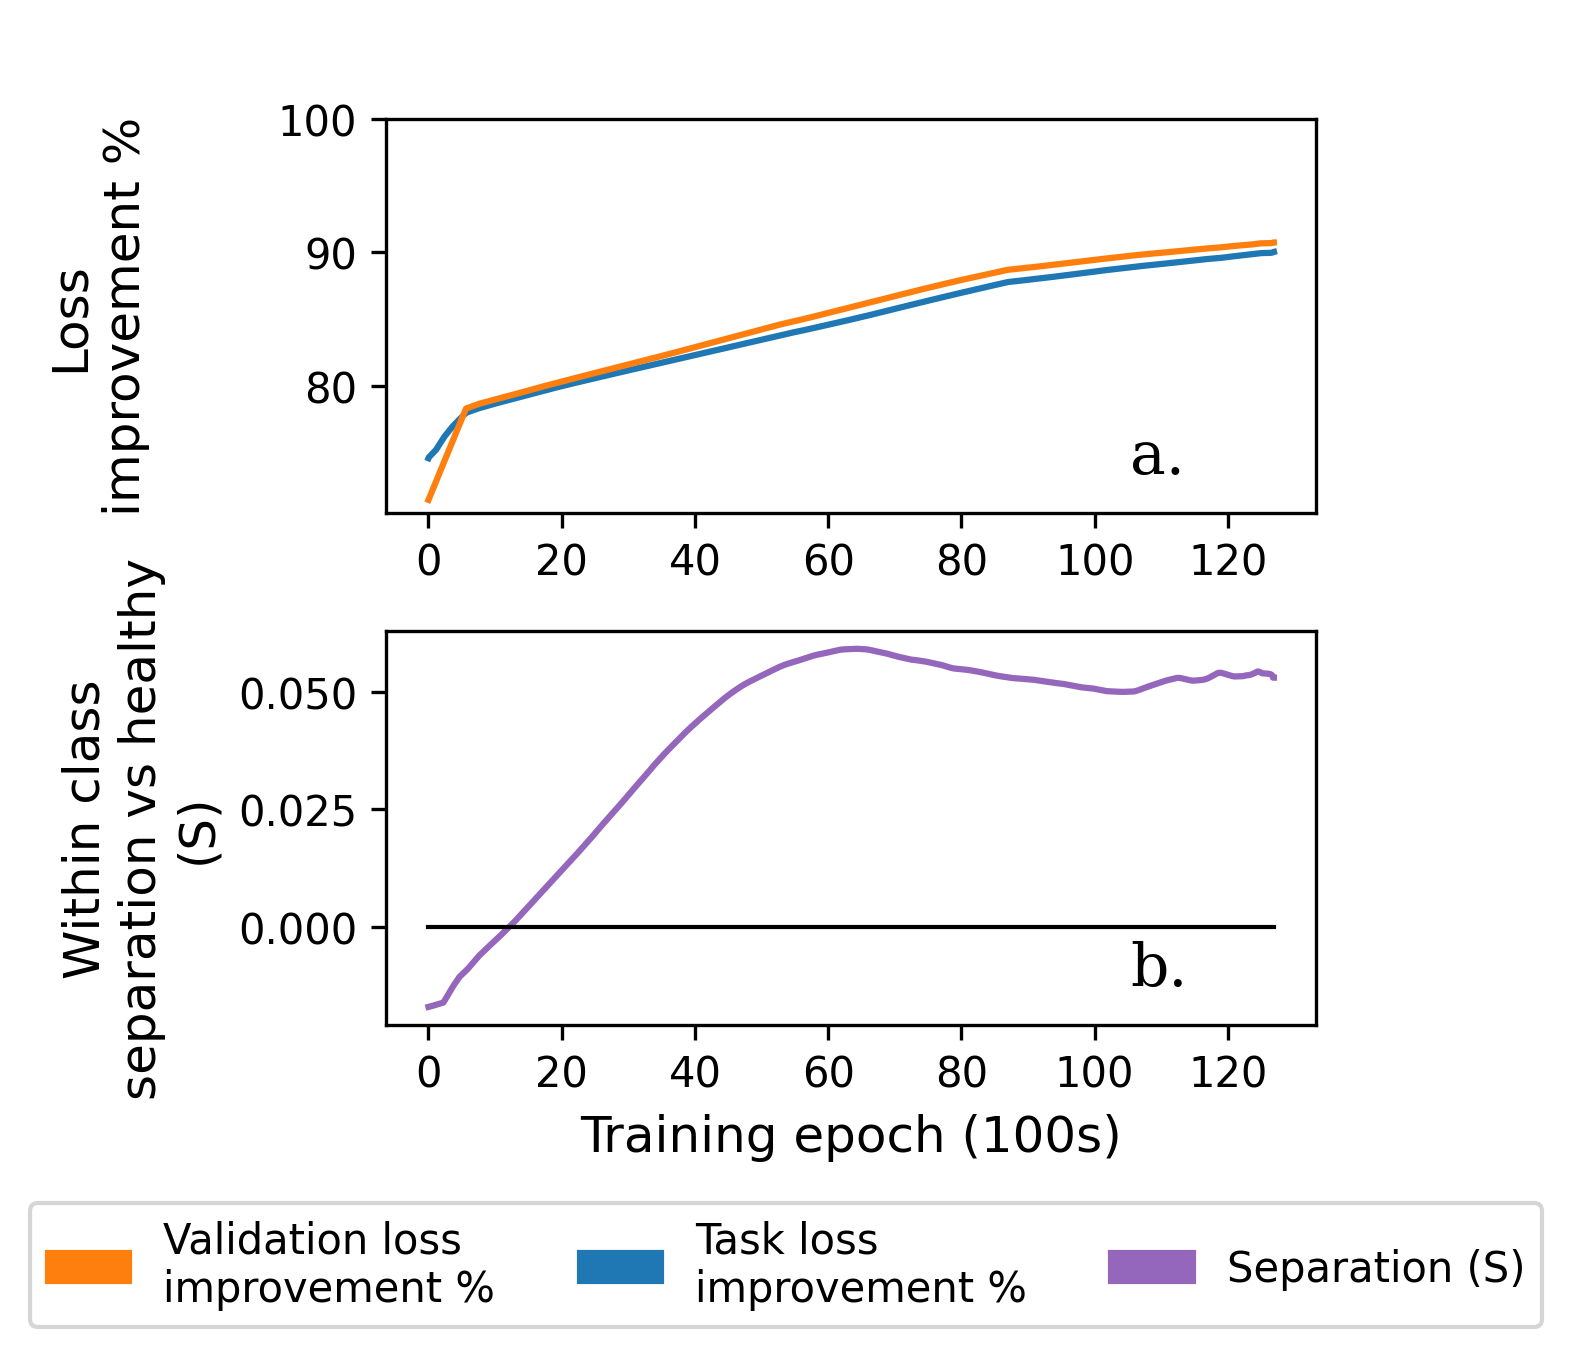 Loss
improvement %
100
90
80
a.
0 20 40 60 80 100 120
Within class
separation vs healthy
(S)
0.050
0.025
0.000
b.
0 20 40 60 80 100 120
Training epoch (100s)
Validation loss
improvement %
Task loss
improvement %
Separation (S)